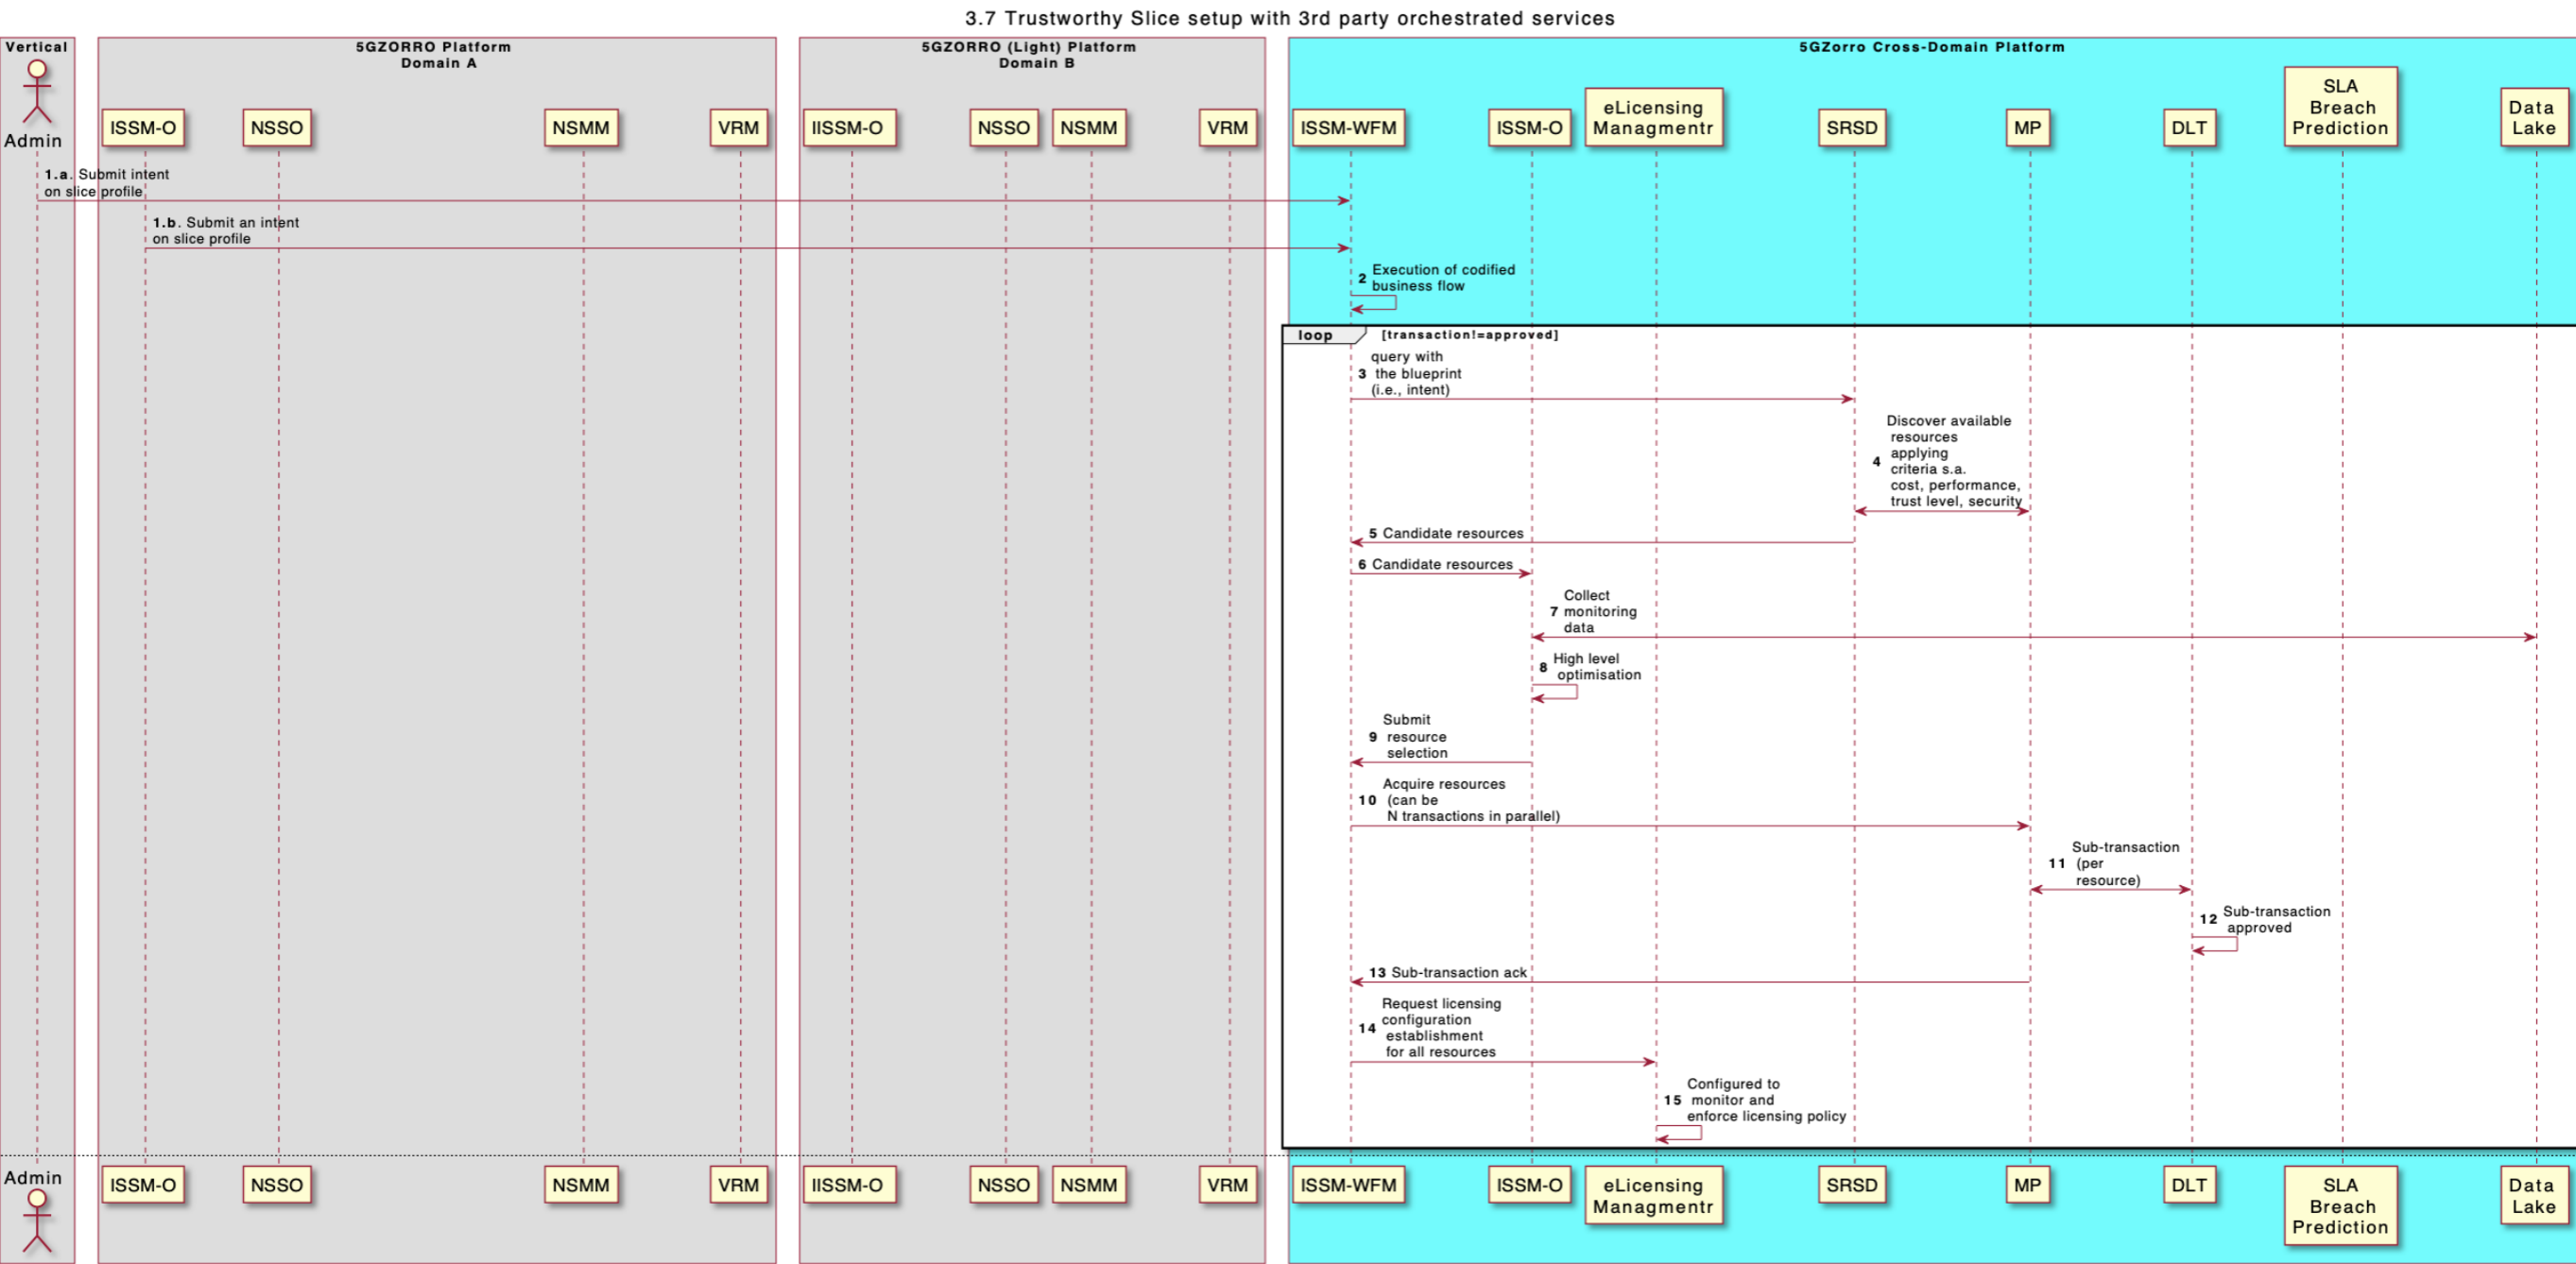 3.7 Trustworthy Slice setup with 3rd party orchestrated services
Vertical
5GZORRO Platform
Domain A
5GZORRO (Light) Platform
Domain B
5GZorro Cross-Domain Platform
Admin
ISSM-O
NSSO
NSMM
VRM
IISSM-O
NSSO
NSMM
VRM
ISSM-WFM
ISSM-O
eLicensing
Managmentr
SRSD
MP
DLT
SLA
Breach
Prediction
Data
Lake
1.a. Submit intent
on slice profile
1.b. Submit an intent
on slice profile
2 Execution of codified
business flow
loop [transaction!=approved]
query with
3 the blueprint
(i.e., intent)
Discover available
resources
applying
4 criteria s.a.
cost, performance,
trust level, security
5 Candidate resources
6 Candidate resources
Collect
7 monitoring
data
8 High level
optimisation
Submit
9 resource
selection
Acquire resources
10 (can be
N transactions in parallel)
Sub-transaction
11 (per
resource)
12 Sub-transaction
approved
13 Sub-transaction ack
Request licensing
configuration
14 establishment
for all resources
Configured to
15 monitor and
enforce licensing policy
Admin
ISSM-O
NSSO
NSMM
VRM
IISSM-O
NSSO
NSMM
VRM
ISSM-WFM
ISSM-O
eLicensing
Managmentr
SRSD
MP
DLT
SLA
Breach
Prediction
Data
Lake